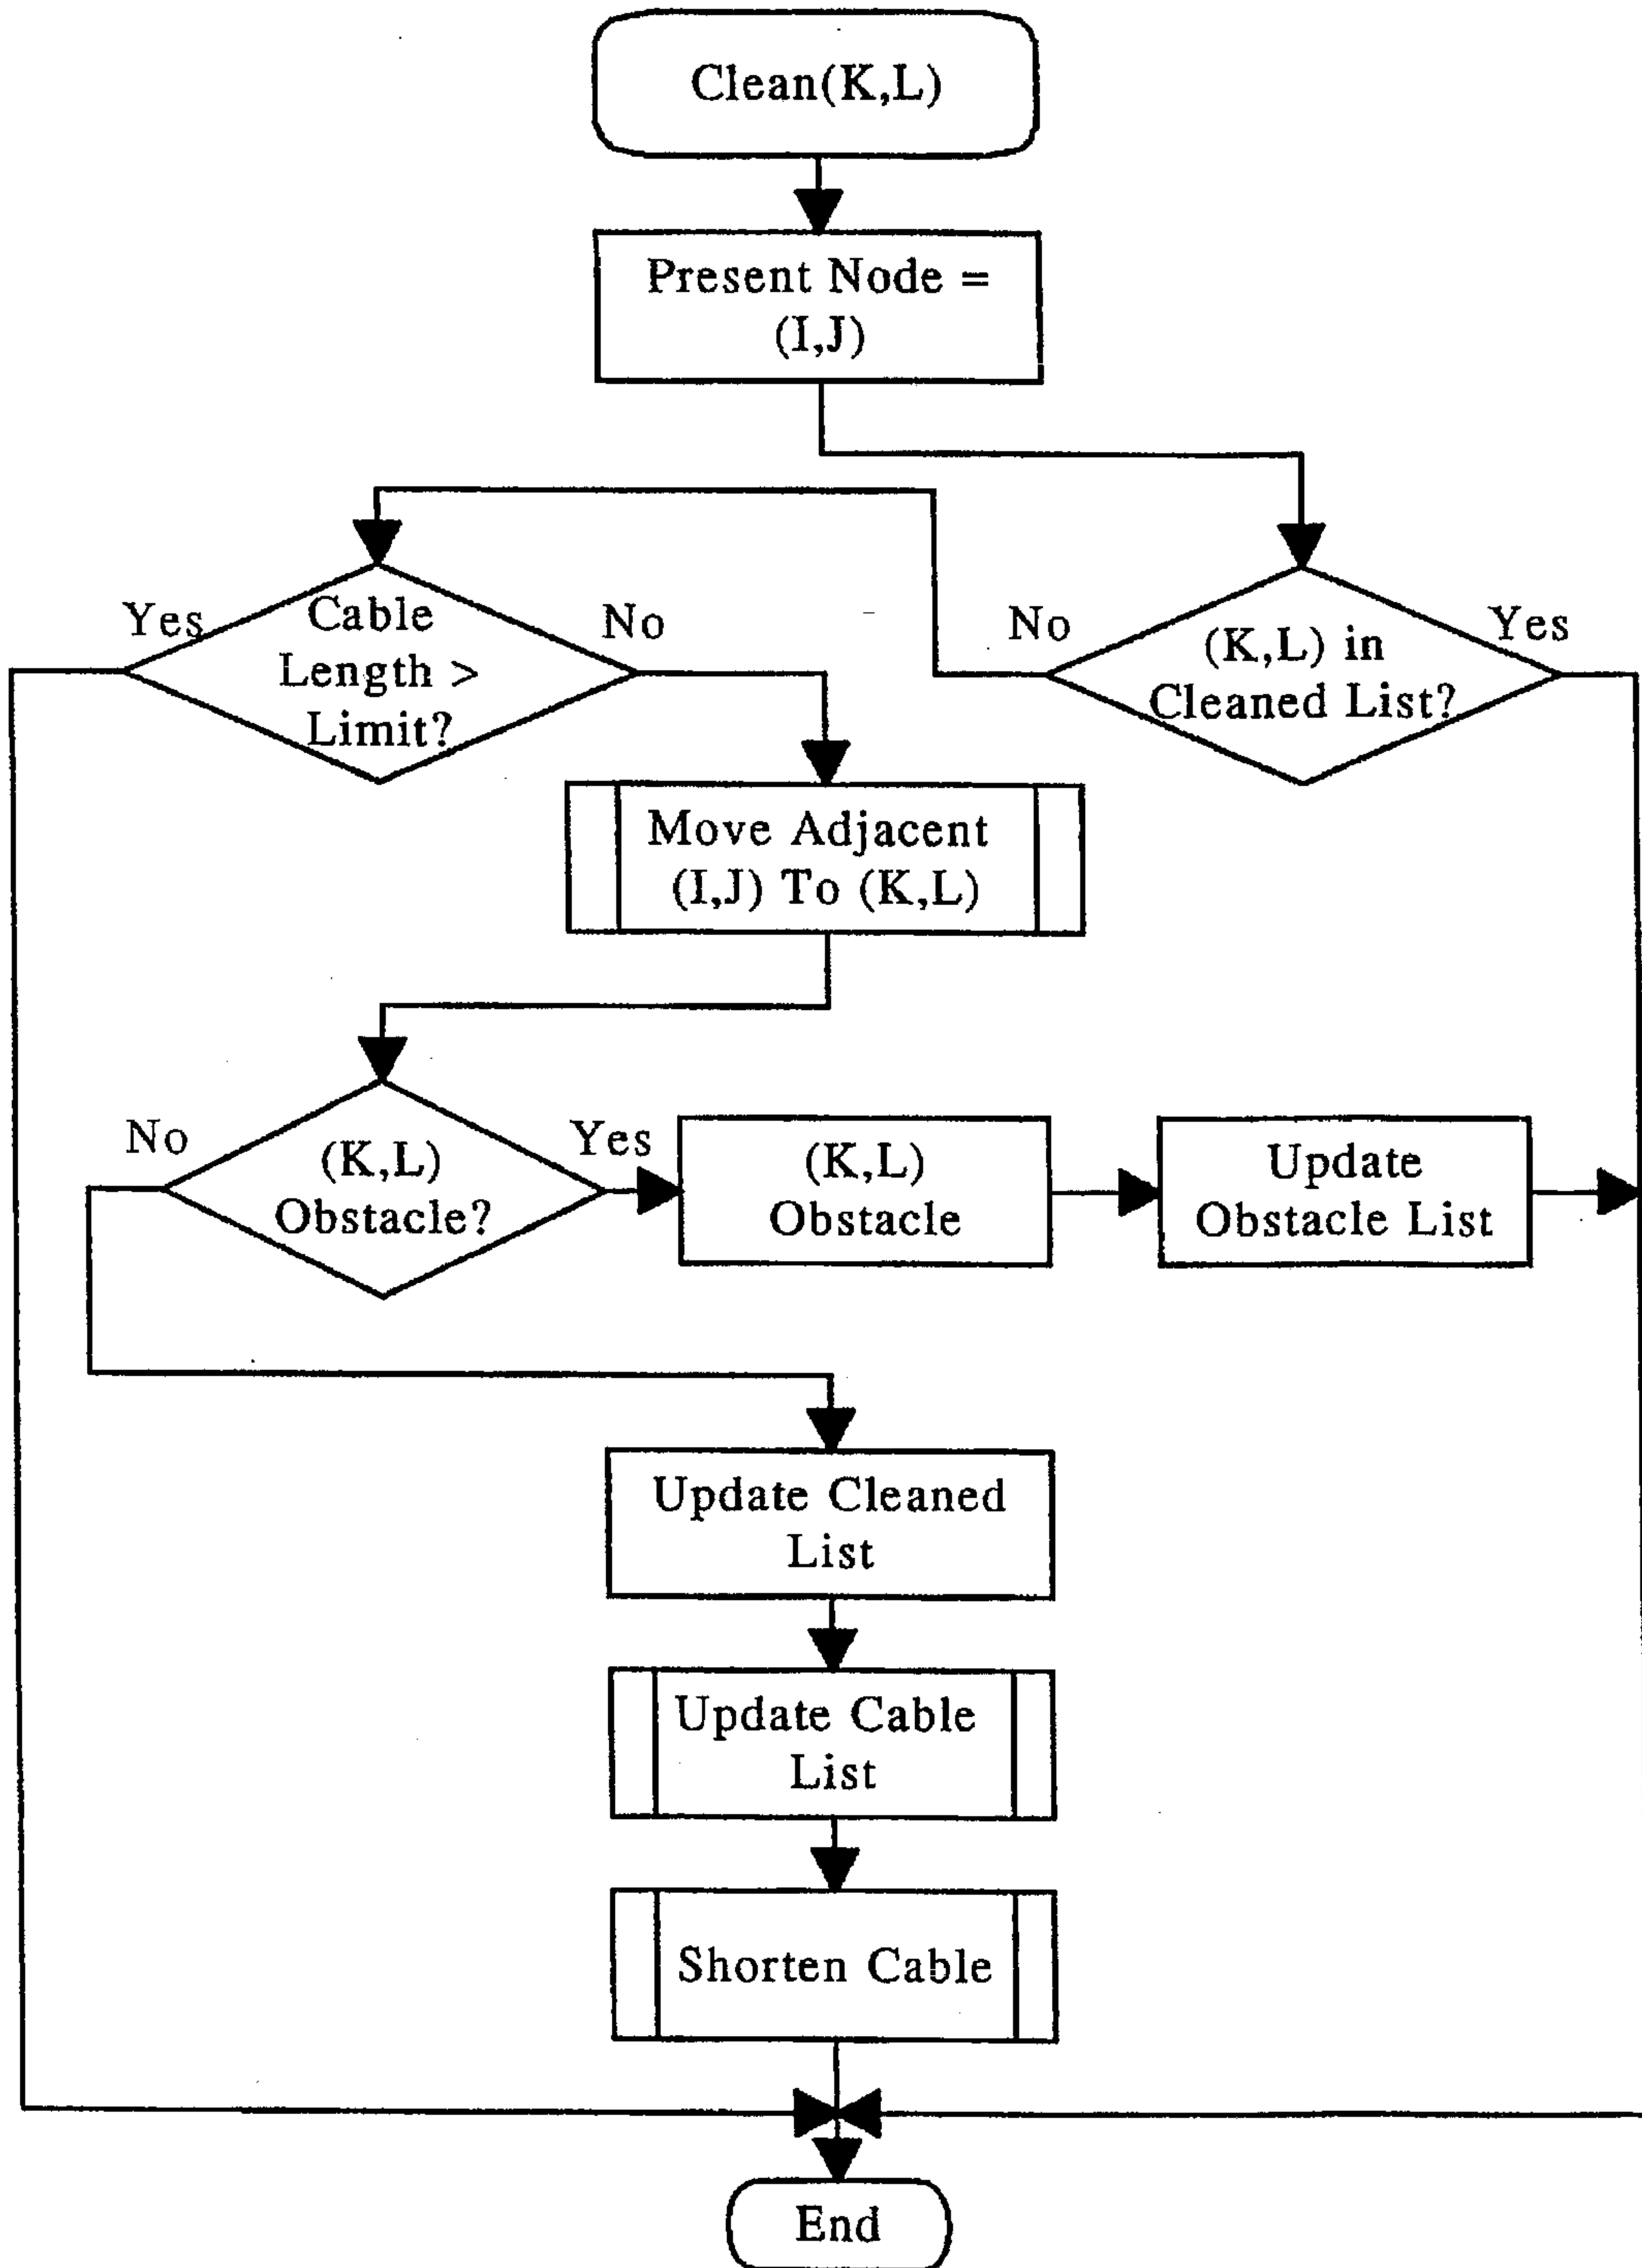 Clean(K,L)
Present Node =
(I,J)
Yes
Cable
Length >
Limit?
No
No
(K,L) in
Cleaned List?
Yes
Move Adjacent
(I,J) To (K,L)
No
(K,L)
Obstacle?
Yes
(K,L)
Obstacle
Update
Obstacle List
Update Cleaned
List
Update Cable
List
Shorten Cable
End